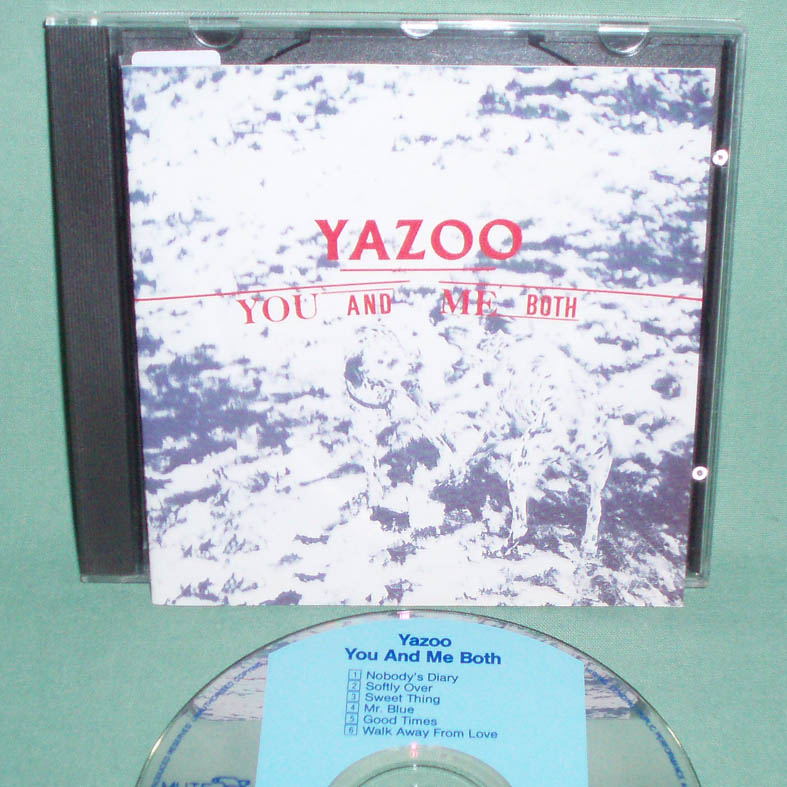 YAZOO
YOU AND ME BOTH
Yazoo
You And Me Both
1 Nobody's Diary
2 Softly Over
3 Sweet Thing
4 Mr. Blue
5 Good Times
6 Walk Away From Love
MUTE